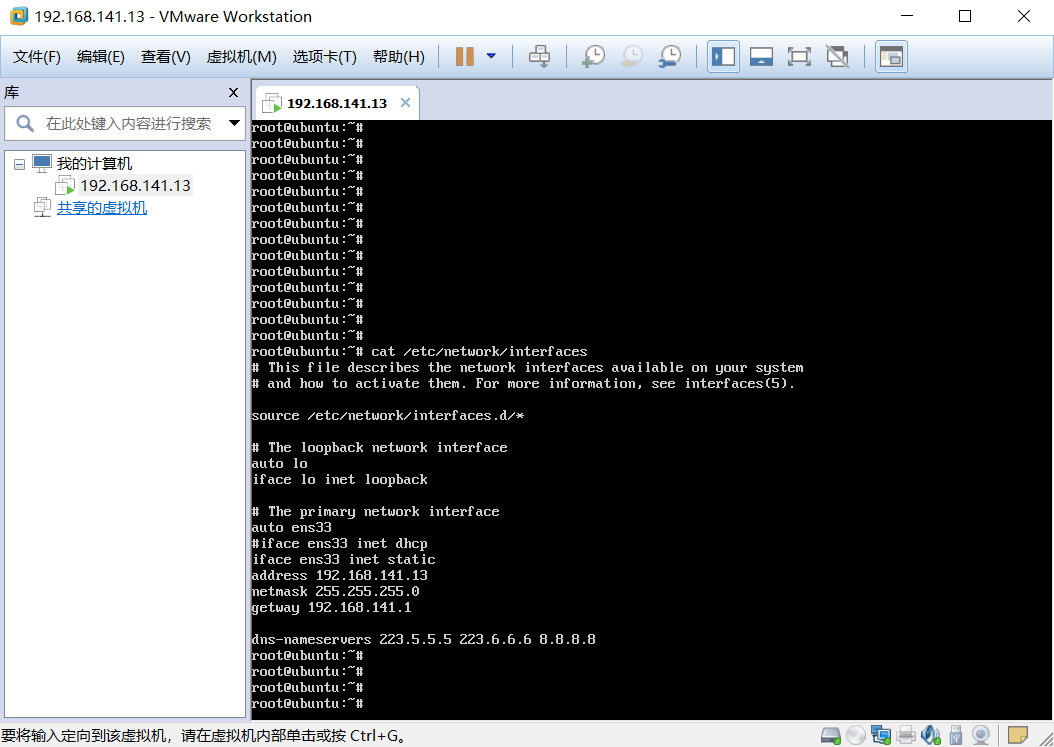 192.168.141.13 - VMware Workstation
文件(F) 编辑(E) 查看(V) 虚拟机(M) 选项卡(T) 帮助(H)
库
在此处键入内容进行搜索
我的计算机
192.168.141.13
共享的虚拟机
192.168.141.13
root@ubuntu:~#
root@ubuntu:~#
root@ubuntu:~#
root@ubuntu:~#
root@ubuntu:~#
root@ubuntu:~#
root@ubuntu:~#
root@ubuntu:~#
root@ubuntu:~#
root@ubuntu:~#
root@ubuntu:~#
root@ubuntu:~#
root@ubuntu:~#
root@ubuntu:~#
root@ubuntu:~# cat /etc/network/interfaces
# This file describes the network interfaces available on your system
# and how to activate them. For more information, see interfaces(5).
source /etc/network/interfaces.d/*
# The loopback network interface
auto lo
iface lo inet loopback
# The primary network interface
auto ens33
#iface ens33 inet dhcp
iface ens33 inet static
address 192.168.141.13
netmask 255.255.255.0
getway 192.168.141.1
dns-nameservers 223.5.5.5 223.6.6.6 8.8.8.8
root@ubuntu:~#
root@ubuntu:~#
root@ubuntu:~#
root@ubuntu:~#
要将输入定向到该虚拟机，请在虚拟机内部单击或按 Ctrl+G。